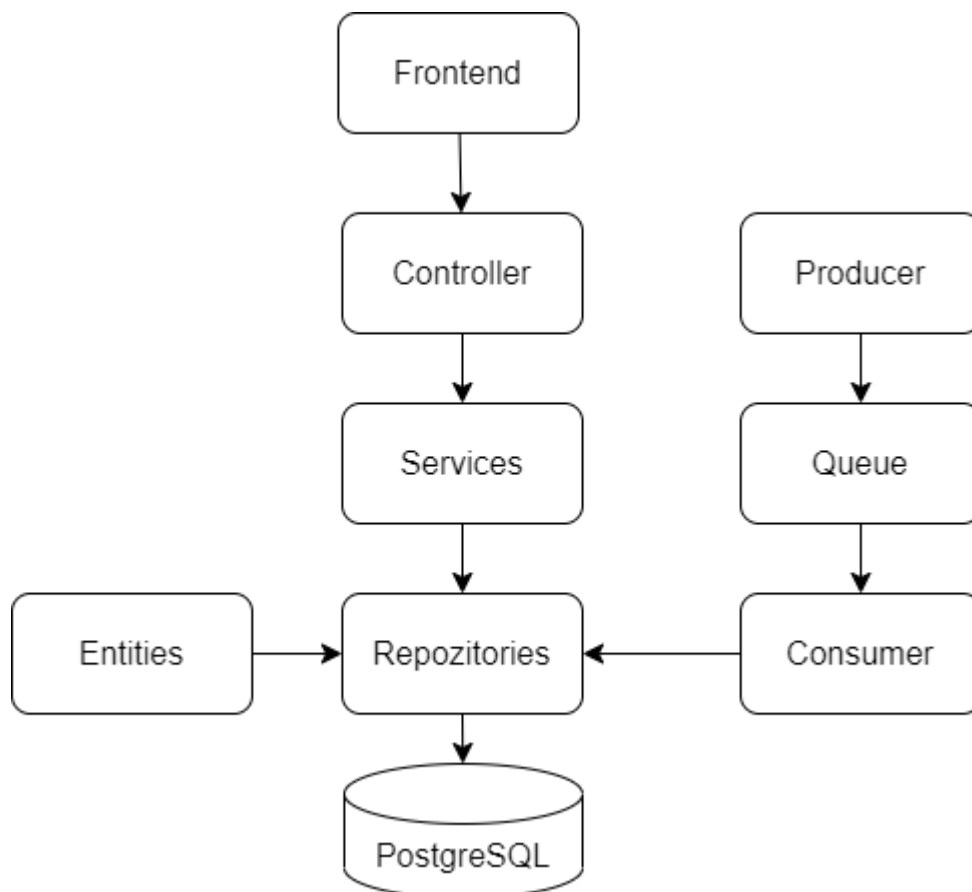 Frontend
Controller
Producer
Services
Queue
Entities
Repozitories
Consumer
PostgreSQL